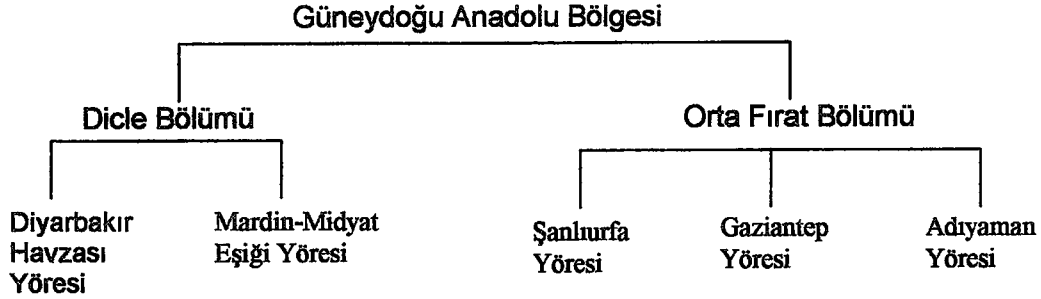 Güneydoğu Anadolu Bölgesi
Dicle Bölümü
Orta Fırat Bölümü
Diyarbakır
Havzası
Yöresi
Mardin-Midyat
Eşiği Yöresi
Şanlıurfa
Yöresi
Gaziantep
Yöresi
Adıyaman
Yöresi